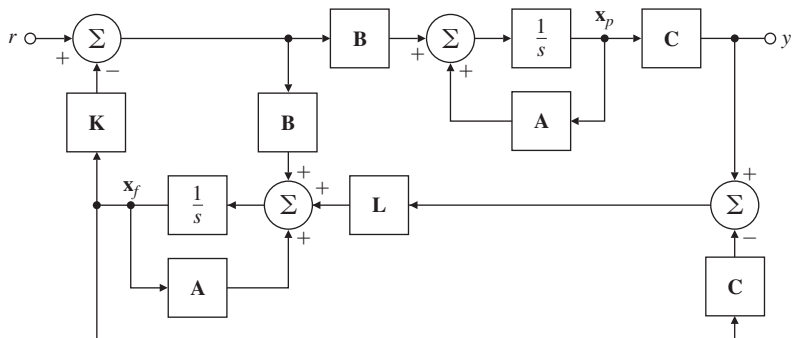 r + Σ − B + Σ + 1/s x_p C y
K B A
+ + + − +
x_f 1/s Σ L Σ
A C